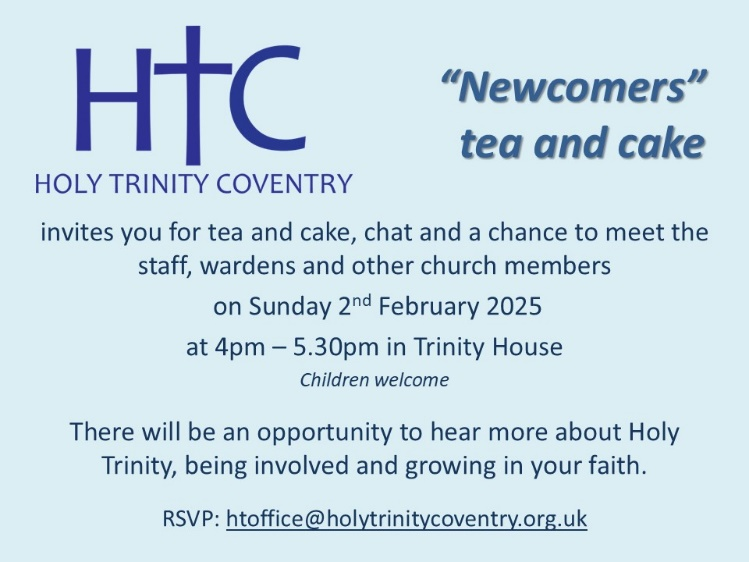 HTC
HOLY TRINITY COVENTRY
“Newcomers”
tea and cake
invites you for tea and cake, chat and a chance to meet the
staff, wardens and other church members
on Sunday 2nd February 2025
at 4pm – 5.30pm in Trinity House
Children welcome
There will be an opportunity to hear more about Holy
Trinity, being involved and growing in your faith.
RSVP: htoffice@holytrinitycoventry.org.uk